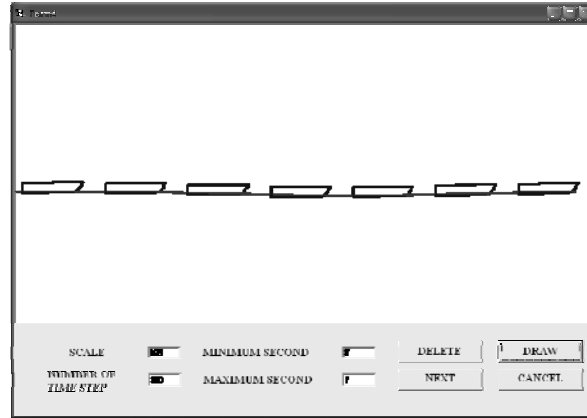 SCALE MINIMUM SECOND DELETE DRAW
NUMBER OF
TIME STEP MAXIMUM SECOND NEXT CANCEL